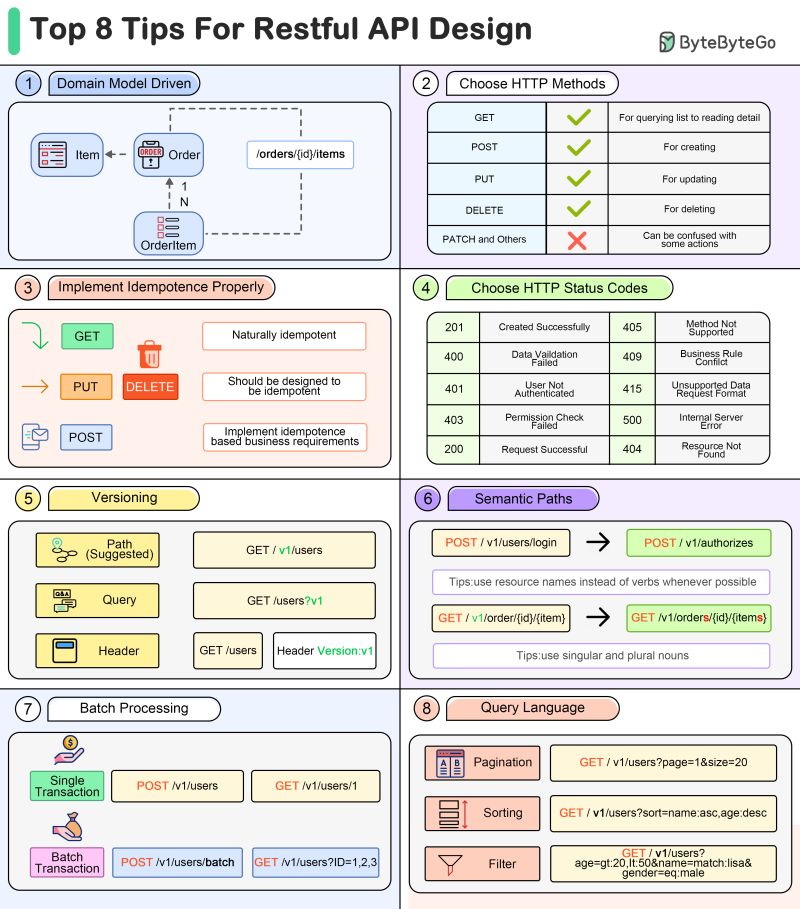 Top 8 Tips For Restful API Design
ByteByteGo
1
Domain Model Driven
Item
ORDER
Order
/orders/{id}/items
1
N
OrderItem
2
Choose HTTP Methods
GET
For querying list to reading detail
POST
For creating
PUT
For updating
DELETE
For deleting
PATCH and Others
Can be confused with
some actions
3
Implement Idempotence Properly
GET
Naturally idempotent
PUT
DELETE
Should be designed to
be idempotent
POST
Implement idempotence
based business requirements
4
Choose HTTP Status Codes
201
Created Successfully
405
Method Not
Supported
400
Data Vaildation
Failed
409
Business Rule
Confilct
401
User Not
Authenticated
415
Unsupported Data
Request Format
403
Permission Check
Failed
500
Internal Server
Error
200
Request Successful
404
Resource Not
Found
5
Versioning
Path
(Suggested)
GET / v1/users
Q&A
Query
GET /users?v1
Header
GET /users
Header Version:v1
6
Semantic Paths
POST / v1/users/login
POST / v1/authorizes
Tips:use resource names instead of verbs whenever possible
GET / v1/order/{id}/{item}
GET /v1/orders/{id}/{items}
Tips:use singular and plural nouns
7
Batch Processing
$
Single
Transaction
POST /v1/users
GET /v1/users/1
Batch
Transaction
POST /v1/users/batch
GET /v1/users?ID=1,2,3
8
Query Language
A B
Pagination
GET / v1/users?page=1&size=20
Sorting
GET / v1/users?sort=name:asc,age:desc
Filter
GET / v1/users?
age=gt:20,lt:50&name=match:lisa&
gender=eq:male